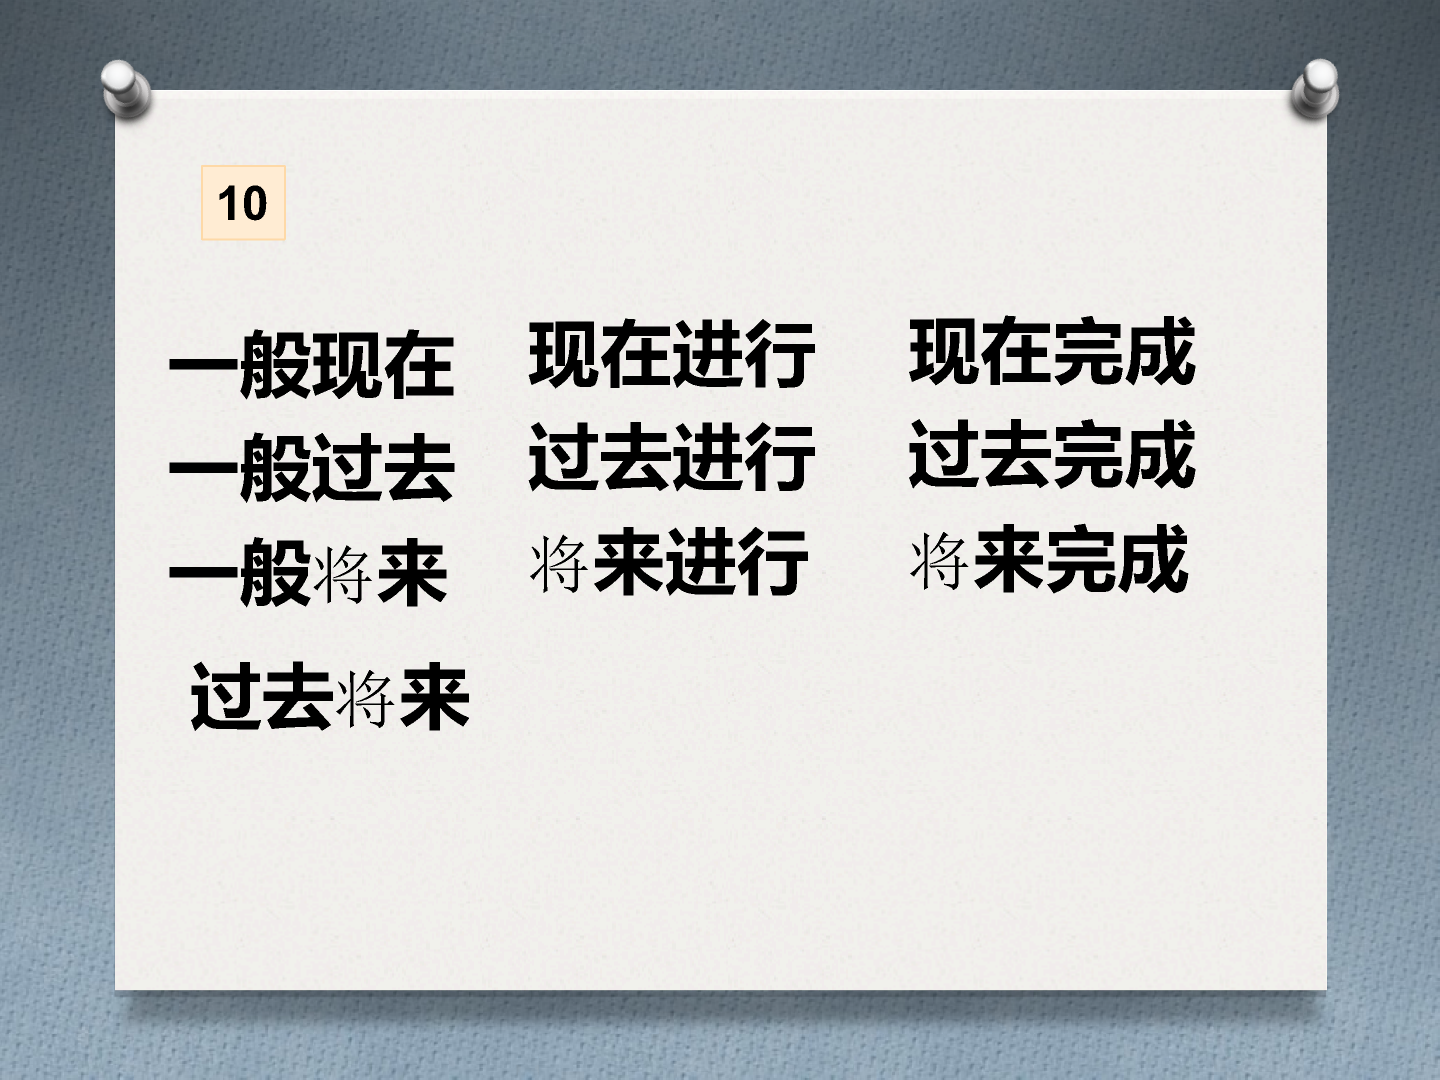 10
一般现在
一般过去
一般将来
过去将来
现在进行
过去进行
将来进行
现在完成
过去完成
将来完成